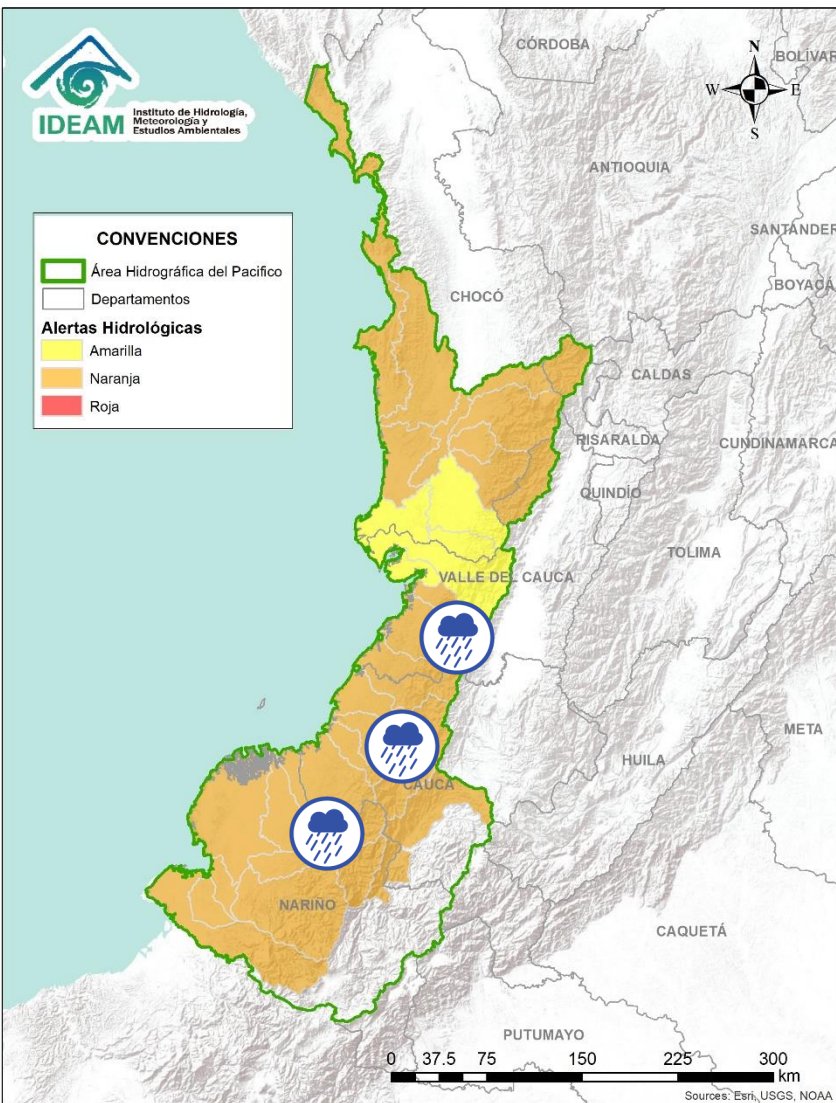 IDEAM
Instituto de Hidrología,
Meteorología y
Estudios Ambientales
CÓRDOBA
BOLÍVAR
N
W
E
S
ANTIOQUIA
SANTANDER
BOYACÁ
CONVENCIONES
Área Hidrográfica del Pacifico
Departamentos
Alertas Hidrológicas
Amarilla
Naranja
Roja
CHOCÓ
CALDAS
RISARALDA
CUNDINAMARCA
QUINDÍO
TOLIMA
VALLE DEL CAUCA
META
HUILA
CAUCA
NARIÑO
CAQUETÁ
PUTUMAYO
0 37.5 75 150 225 300
km
Sources: Esri, USGS, NOAA